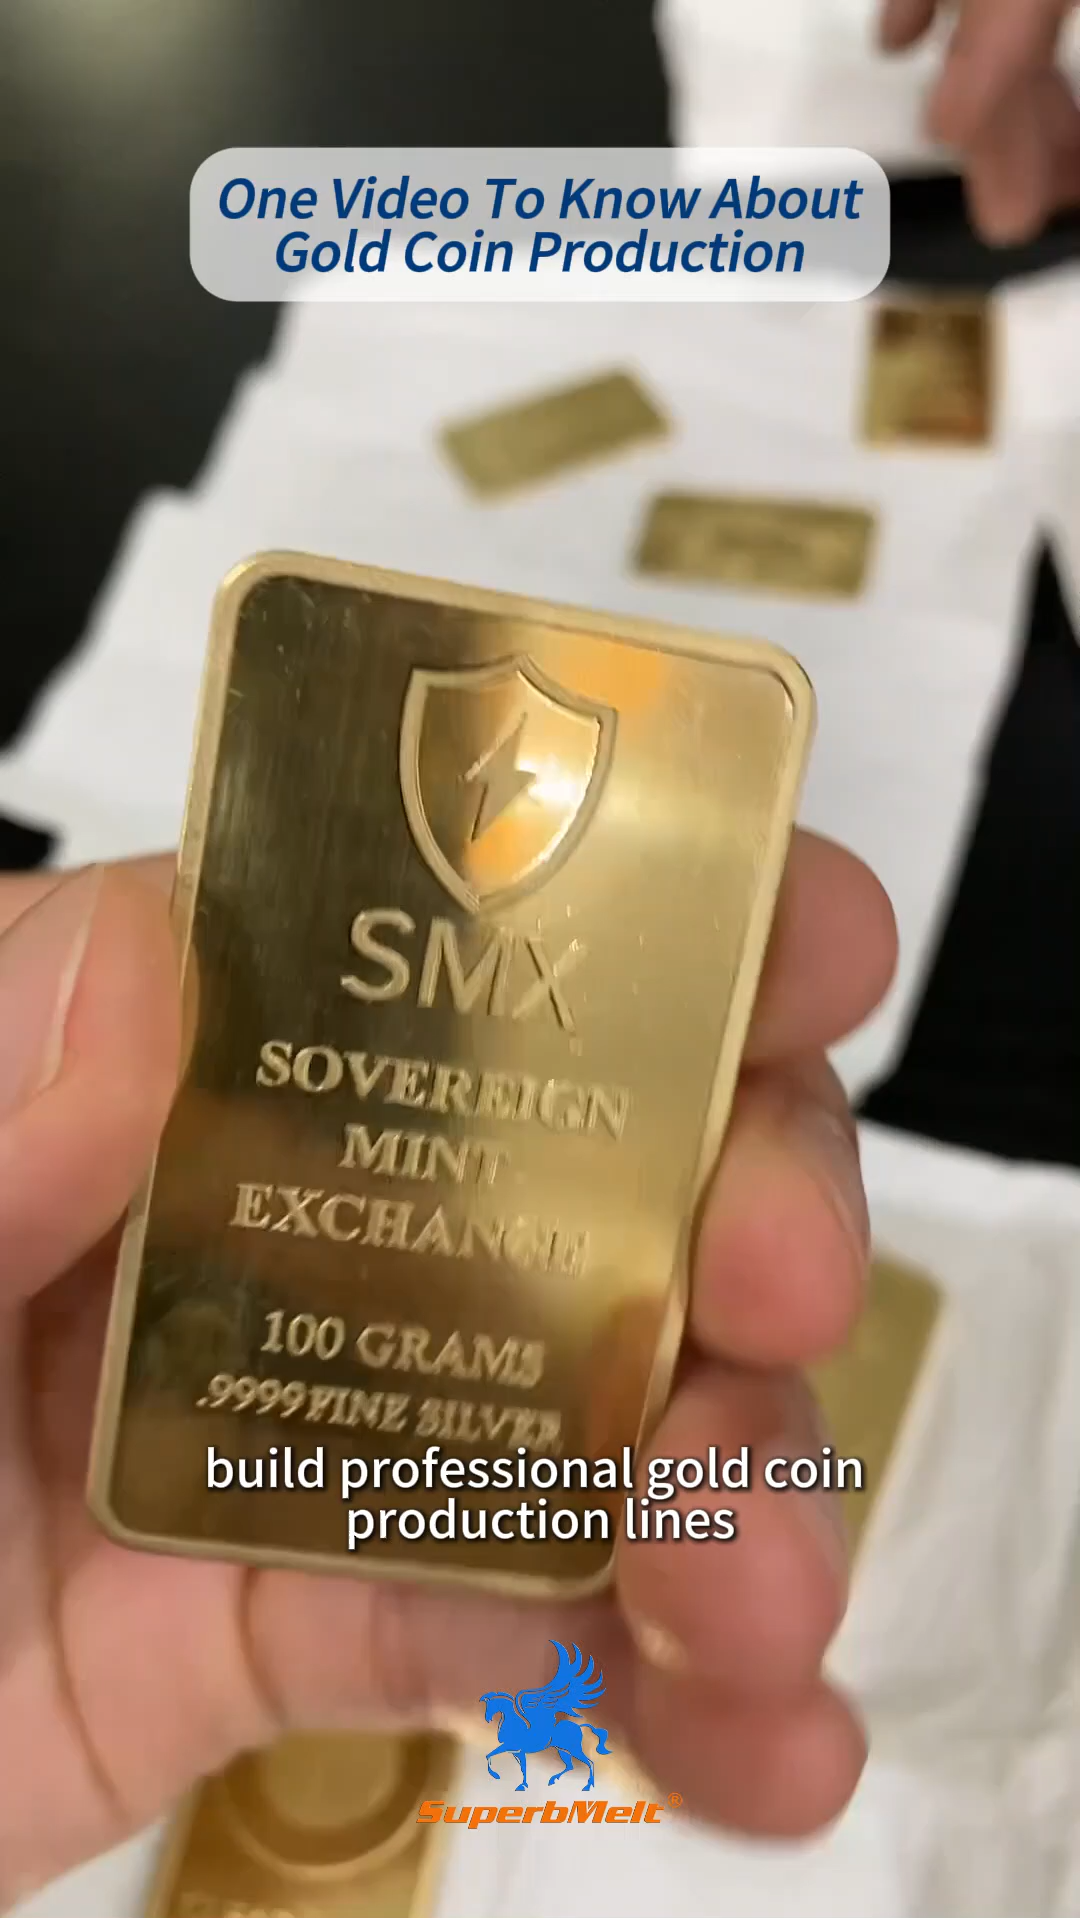 One Video To Know About
Gold Coin Production
SMX
SOVEREIGN
MINT
EXCHANGE
100 GRAMS
.9999 FINE SILVER
build professional gold coin
production lines
SuperbMelt®